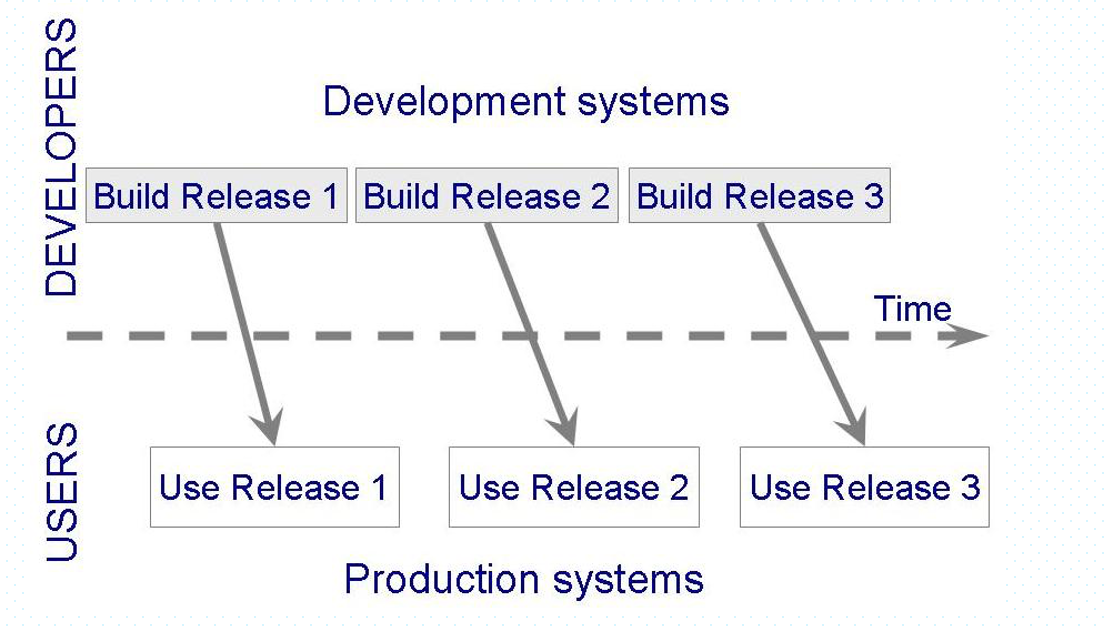 DEVELOPERS
Development systems
Build Release 1
Build Release 2
Build Release 3
Time
USERS
Use Release 1
Use Release 2
Use Release 3
Production systems